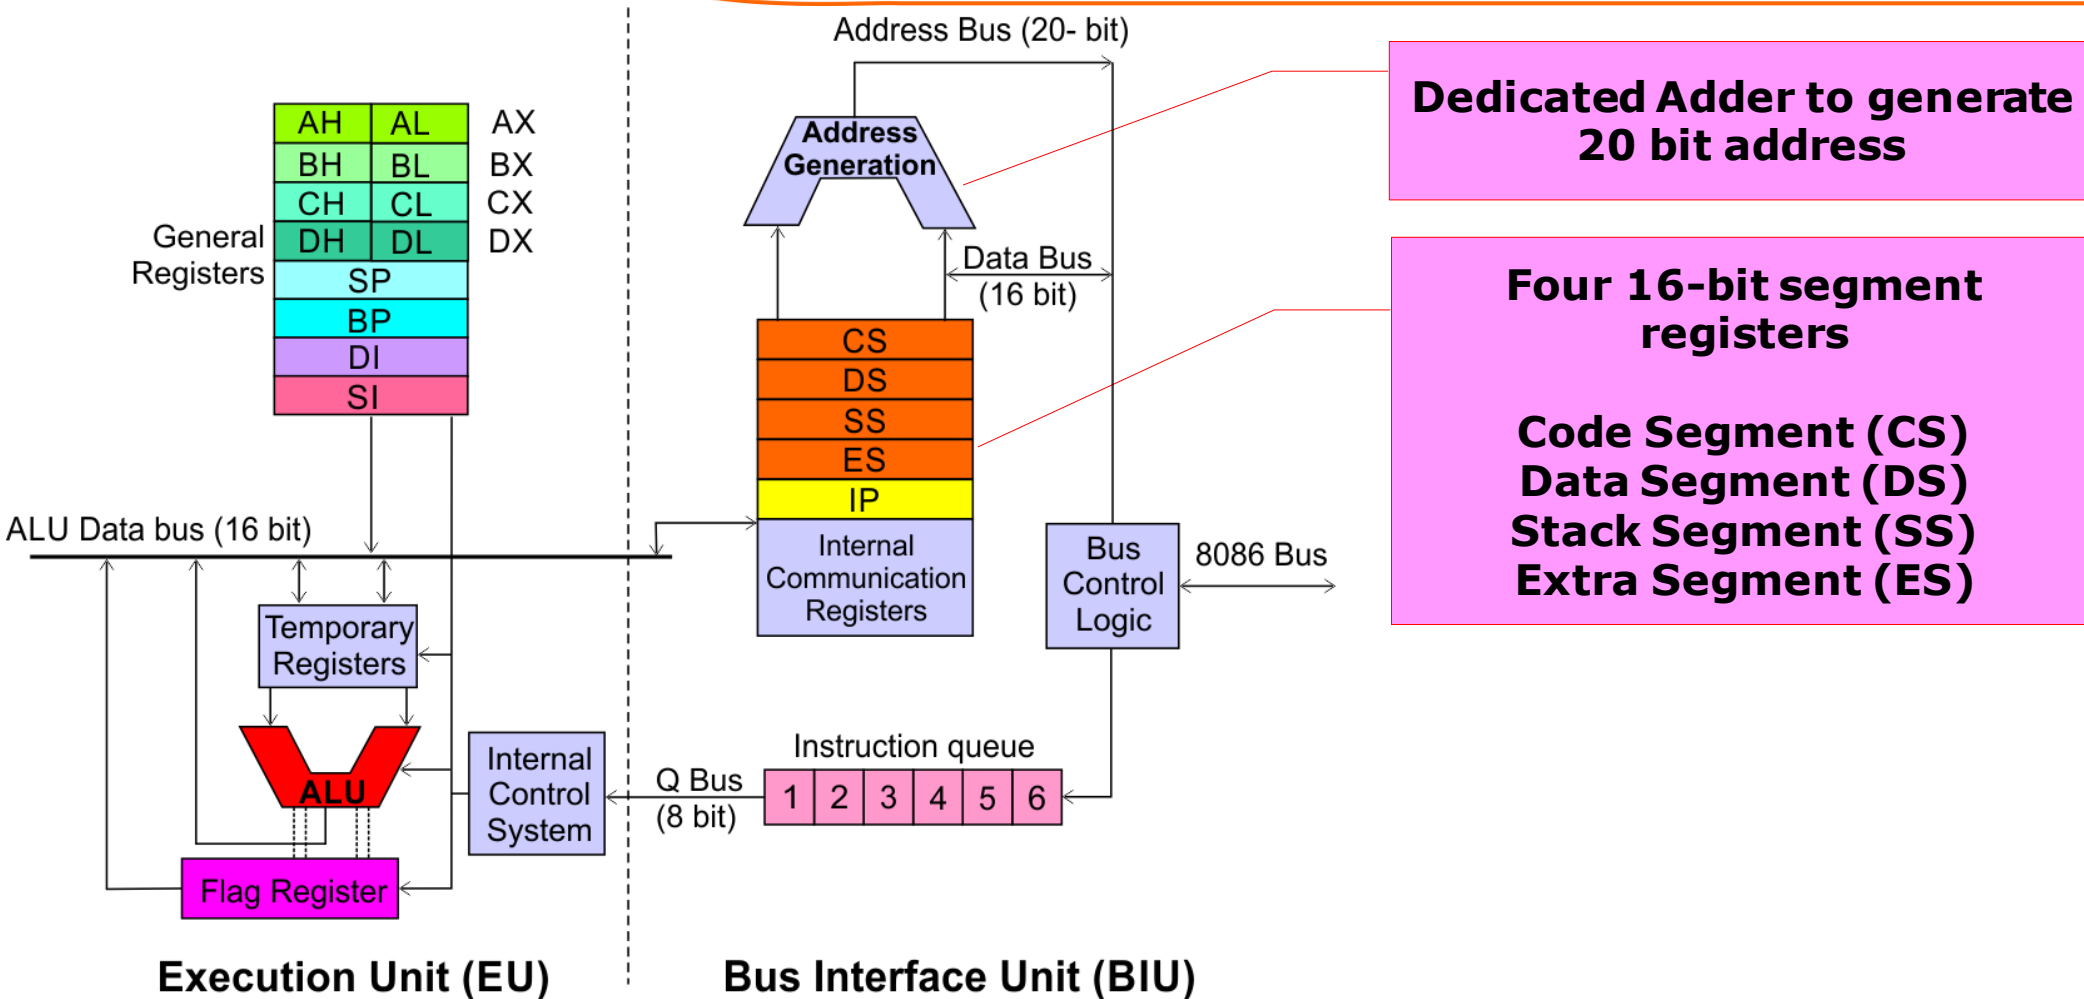 Address Bus (20- bit)
Dedicated Adder to generate
20 bit address
AH AL AX
BH BL BX
CH CL CX
DH DL DX
General
Registers
SP
BP
DI
SI
Address
Generation
Data Bus
(16 bit)
Four 16-bit segment
registers
Code Segment (CS)
Data Segment (DS)
Stack Segment (SS)
Extra Segment (ES)
CS
DS
SS
ES
IP
Internal
Communication
Registers
Bus
Control
Logic
8086 Bus
ALU Data bus (16 bit)
Temporary
Registers
ALU
Flag Register
Internal
Control
System
Q Bus
(8 bit)
Instruction queue
1 2 3 4 5 6
Execution Unit (EU)
Bus Interface Unit (BIU)